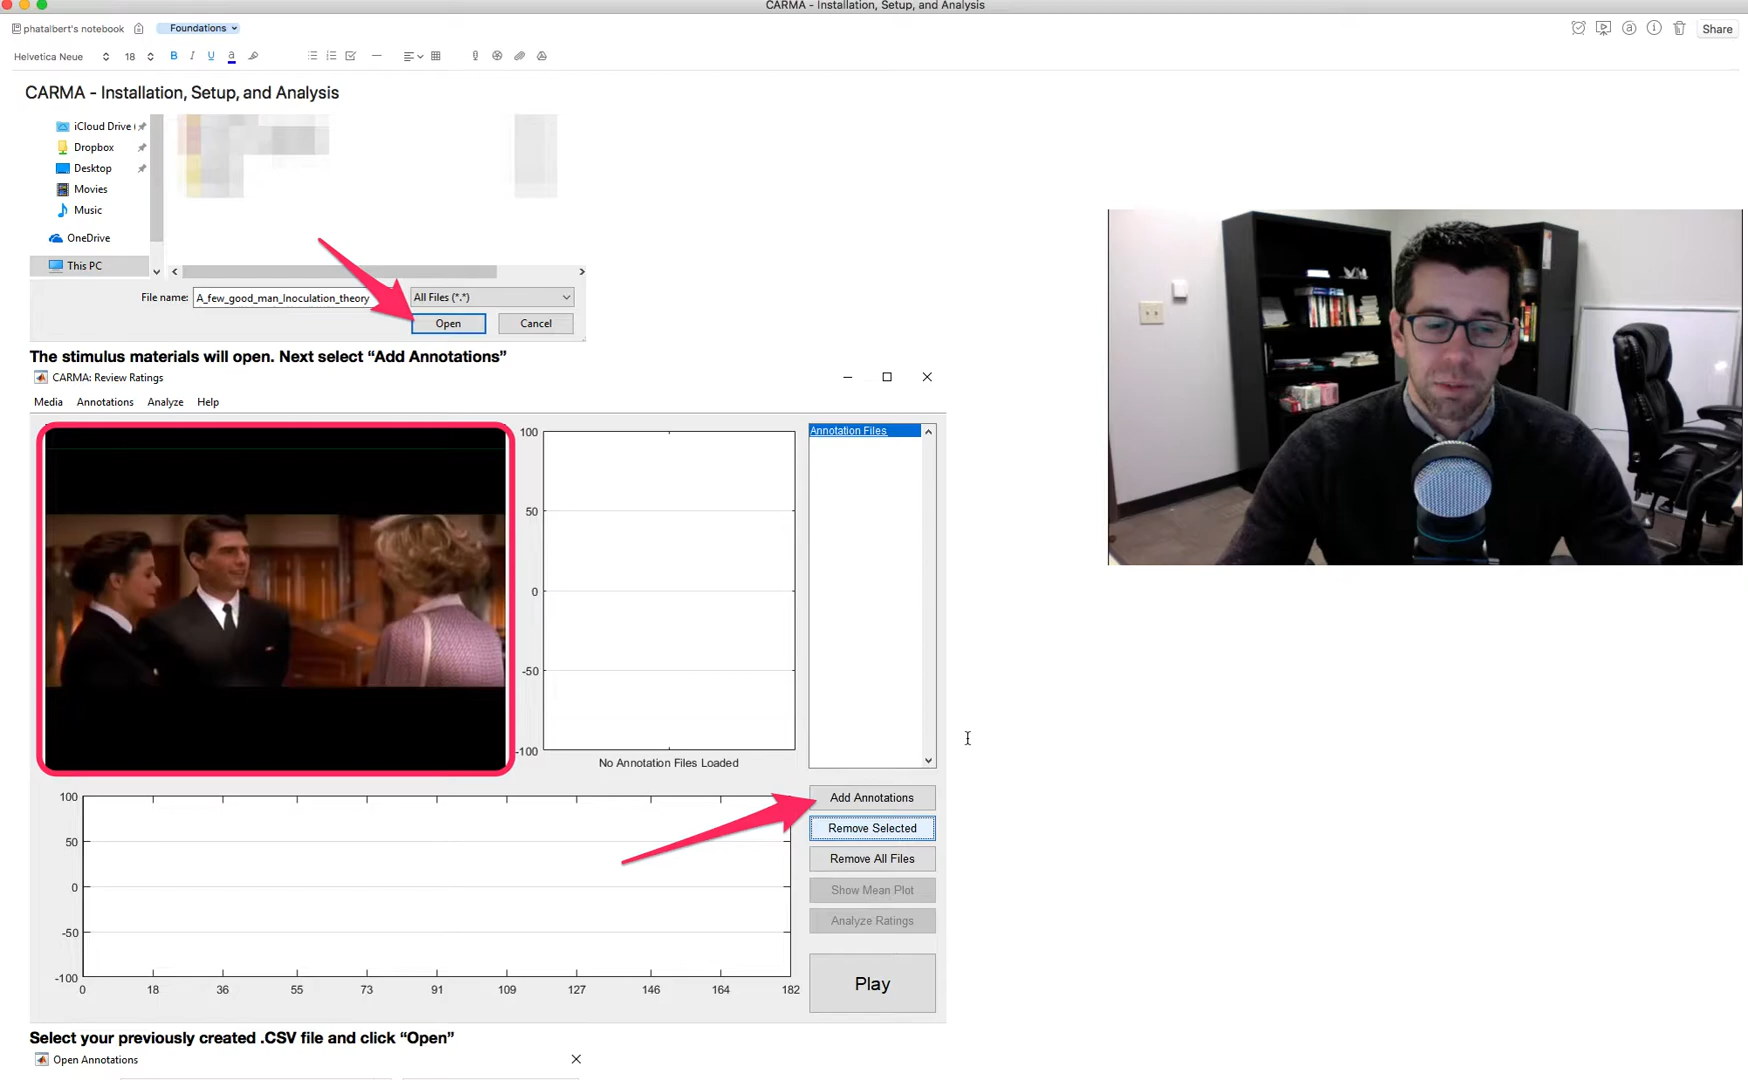 CARMA - Installation, Setup, and Analysis
phatalbert's notebook
Foundations
Share
Helvetica Neue
18
B
I
U
a
CARMA - Installation, Setup, and Analysis
iCloud Drive (
Dropbox
Desktop
Movies
Music
OneDrive
This PC
File name:
A_few_good_man_Inoculation_theory
All Files (*.*)
Open
Cancel
The stimulus materials will open. Next select “Add Annotations”
CARMA: Review Ratings
Media
Annotations
Analyze
Help
100
50
0
-50
-100
No Annotation Files Loaded
Annotation Files
Add Annotations
Remove Selected
Remove All Files
Show Mean Plot
Analyze Ratings
Play
100
50
0
-50
-100
0 18 36 55 73 91 109 127 146 164 182
Select your previously created .CSV file and click “Open”
Open Annotations